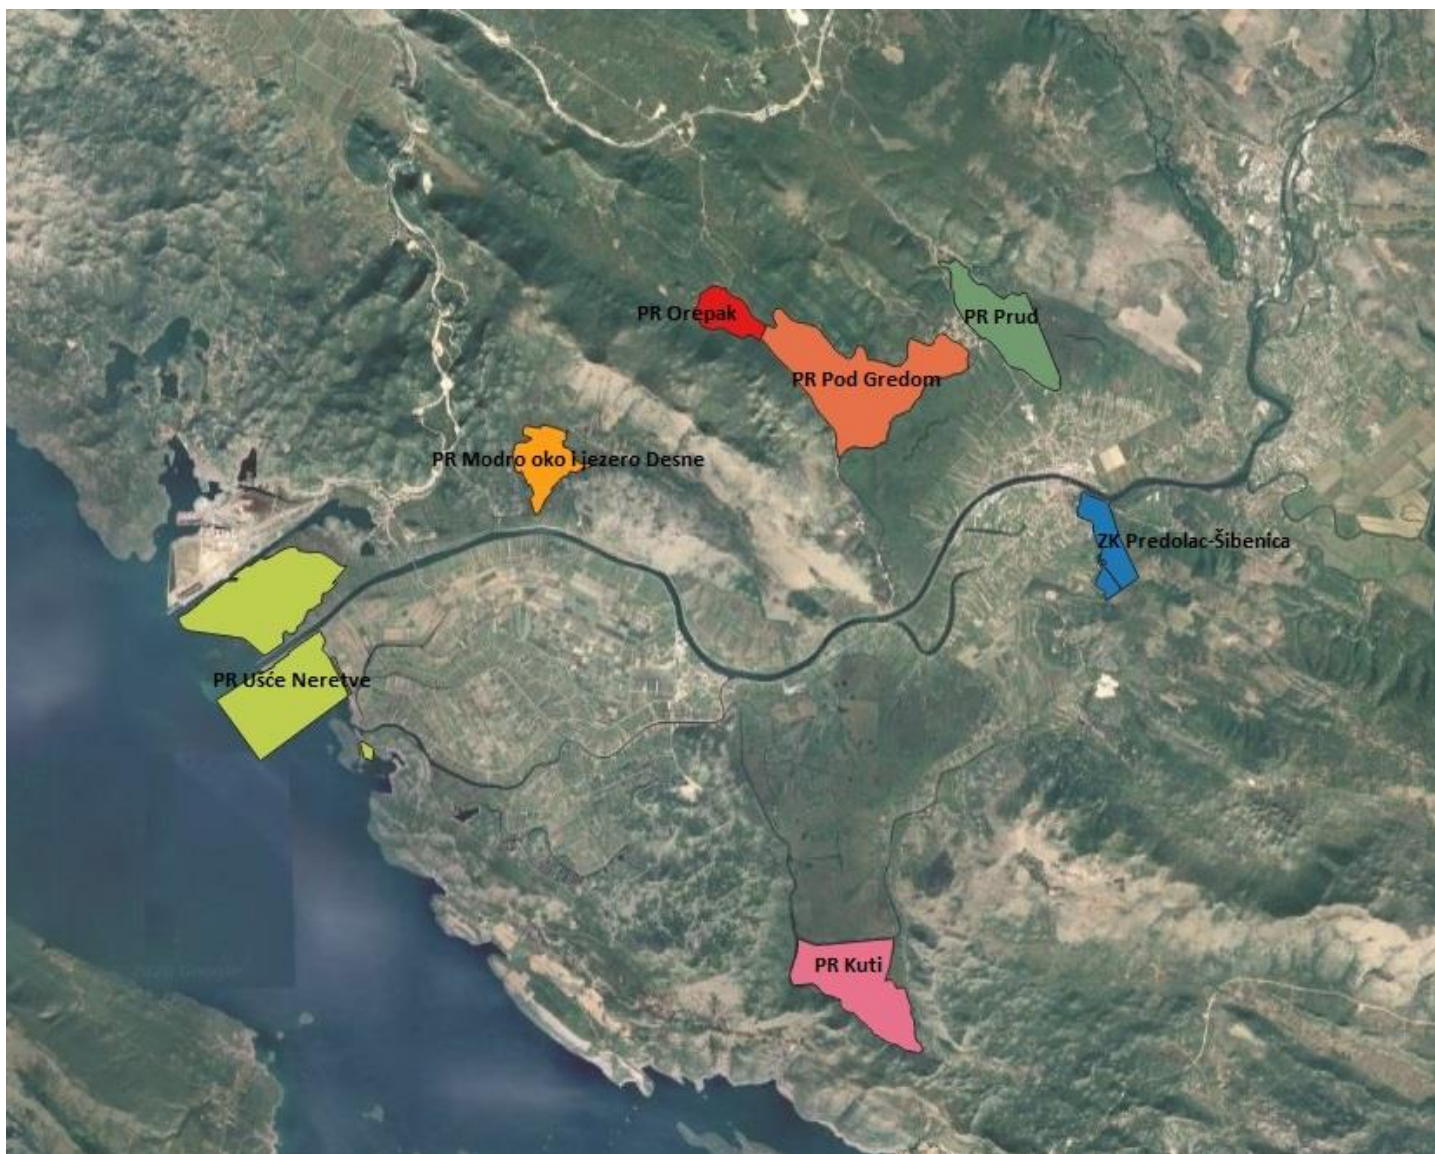 PR Orepak
PR Prud
PR Pod Gredom
PR Modro oko i jezero Desne
ZK Predolac-Šibenica
PR Ušće Neretve
PR Kuti